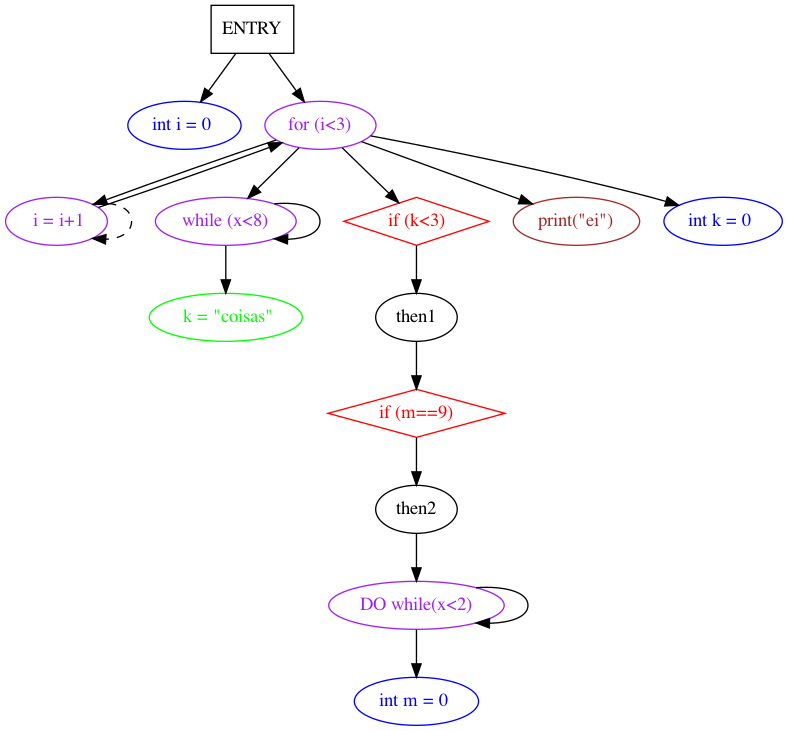 ENTRY
int i = 0
for (i<3)
i = i+1
while (x<8)
if (k<3)
print("ei")
int k = 0
k = "coisas"
then1
if (m==9)
then2
DO while(x<2)
int m = 0